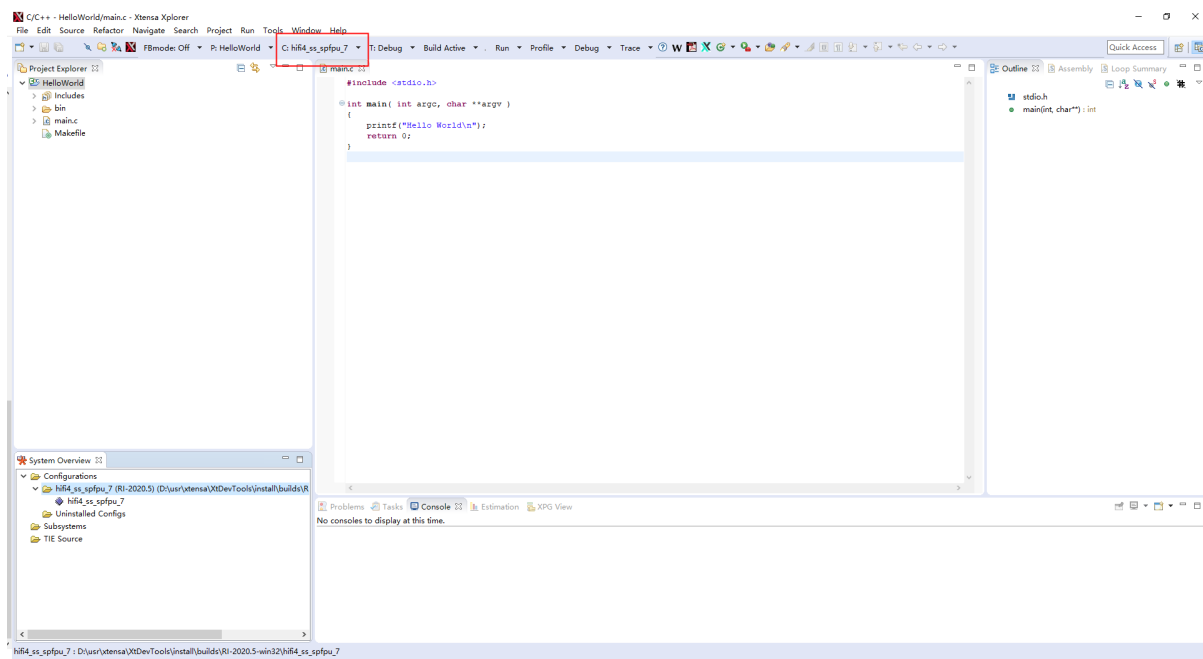 C/C++ - HelloWorld/main.c - Xtensa Xplorer
File Edit Source Refactor Navigate Search Project Run Tools Window Help
FBmode: Off P: HelloWorld C: hifi4_ss_spfpu_7 T: Debug Build Active Run Profile Debug Trace Quick Access
Project Explorer
HelloWorld
Includes
bin
main.c
Makefile
main.c
#include <stdio.h>
int main( int argc, char **argv )
{
printf("Hello World\n");
return 0;
}
Outline Assembly Loop Summary
stdio.h
main(int, char**) : int
System Overview
Configurations
hifi4_ss_spfpu_7 (RI-2020.5) (D:\usr\xtensa\XtDevTools\install\builds\R
hifi4_ss_spfpu_7
Uninstalled Configs
Subsystems
TIE Source
Problems Tasks Console Estimation XPG View
No consoles to display at this time.
hifi4_ss_spfpu_7 : D:\usr\xtensa\XtDevTools\install\builds\RI-2020.5-win32\hifi4_ss_spfpu_7